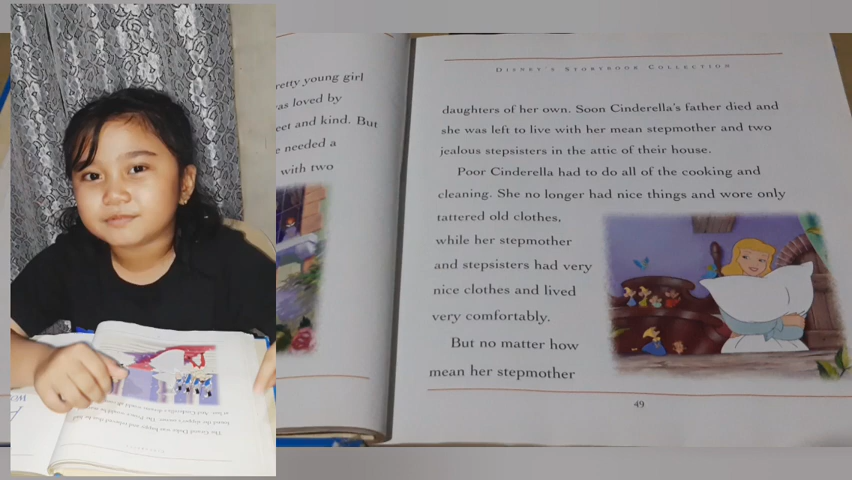 retty young girl
as loved by
eet and kind. But
e needed a
with two
DISNEY'S STORYBOOK COLLECTION
daughters of her own. Soon Cinderella's father died and
she was left to live with her mean stepmother and two
jealous stepsisters in the attic of their house.
Poor Cinderella had to do all of the cooking and
cleaning. She no longer had nice things and wore only
tattered old clothes,
while her stepmother
and stepsisters had very
nice clothes and lived
very comfortably.
But no matter how
mean her stepmother
49